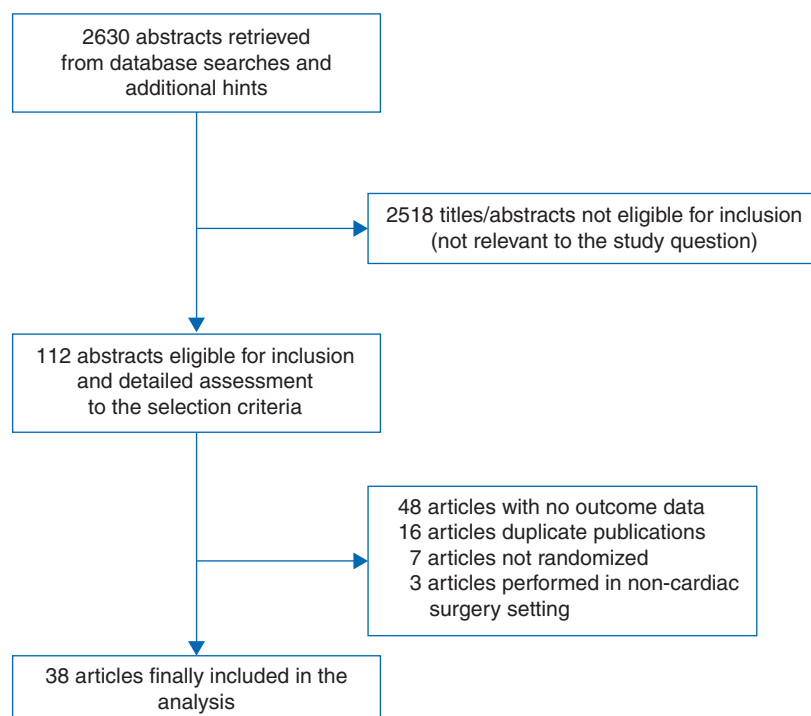 2630 abstracts retrieved
from database searches and
additional hints
2518 titles/abstracts not eligible for inclusion
(not relevant to the study question)
112 abstracts eligible for inclusion
and detailed assessment
to the selection criteria
48 articles with no outcome data
16 articles duplicate publications
7 articles not randomized
3 articles performed in non-cardiac
surgery setting
38 articles finally included in the
analysis